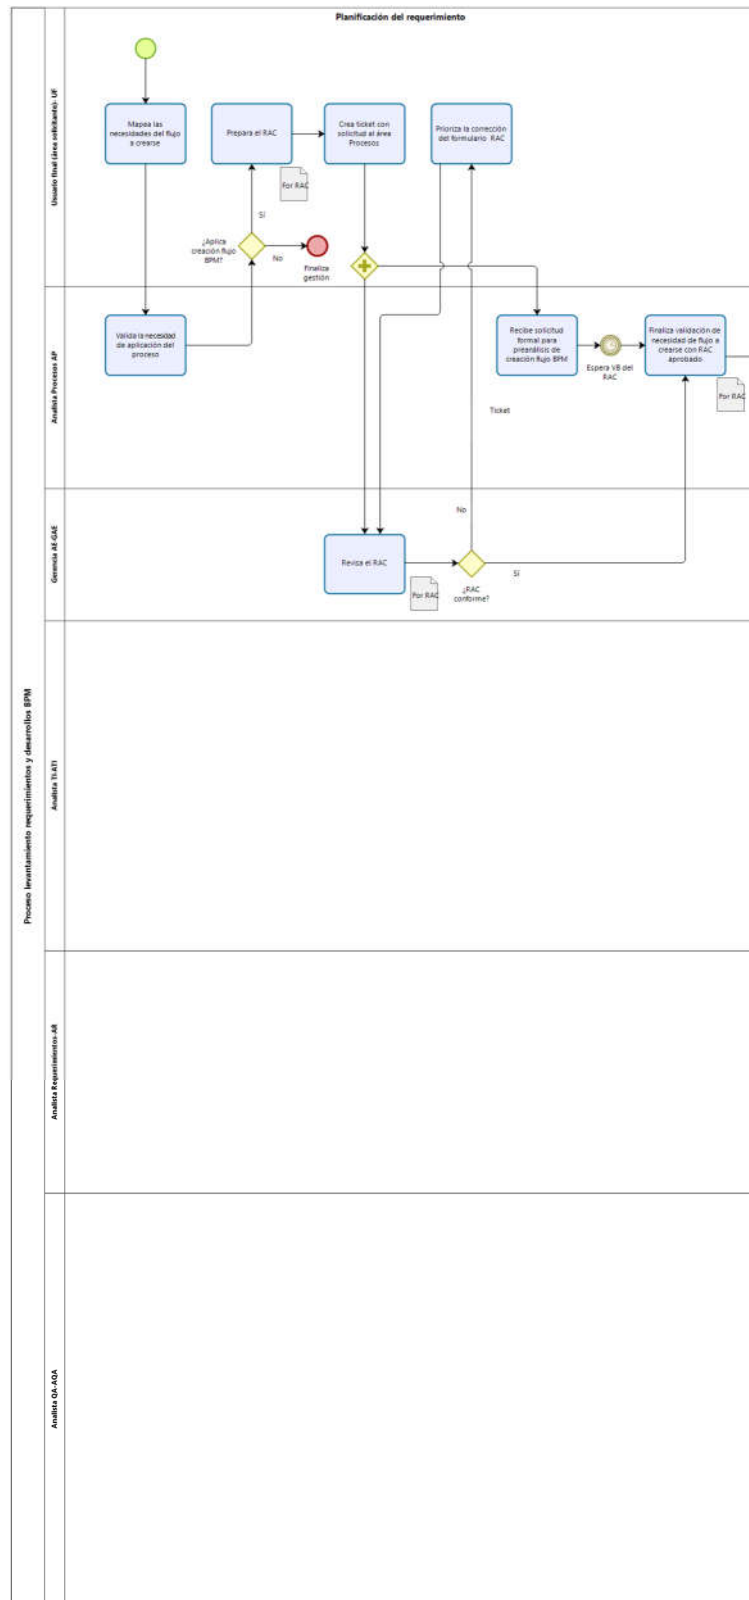 Planificación del requerimiento
Proceso levantamiento requerimientos y desarrollos BPM
Usuario final (área solicitante)- UF
Mapea las
necesidades del flujo
a crearse
Prepara el RAC
For RAC
Crea ticket con
solicitud al área
Procesos
Prioriza la corrección
del formulario RAC
¿Aplica
creación flujo
BPM?
Sí
No
Finaliza
gestión
Analista Procesos AP
Valida la necesidad
de aplicación del
proceso
Recibe solicitud
formal para
preanálisis de
creación flujo BPM
Espera VB del
RAC
Finaliza validación de
necesidad de flujo a
crearse con RAC
aprobado
For RAC
Ticket
Gerencia AE-GAE
Revisa el RAC
For RAC
¿RAC
conforme?
No
Sí
Analista TI-ATI
Analista Requerimientos-AR
Analista QA-AQA